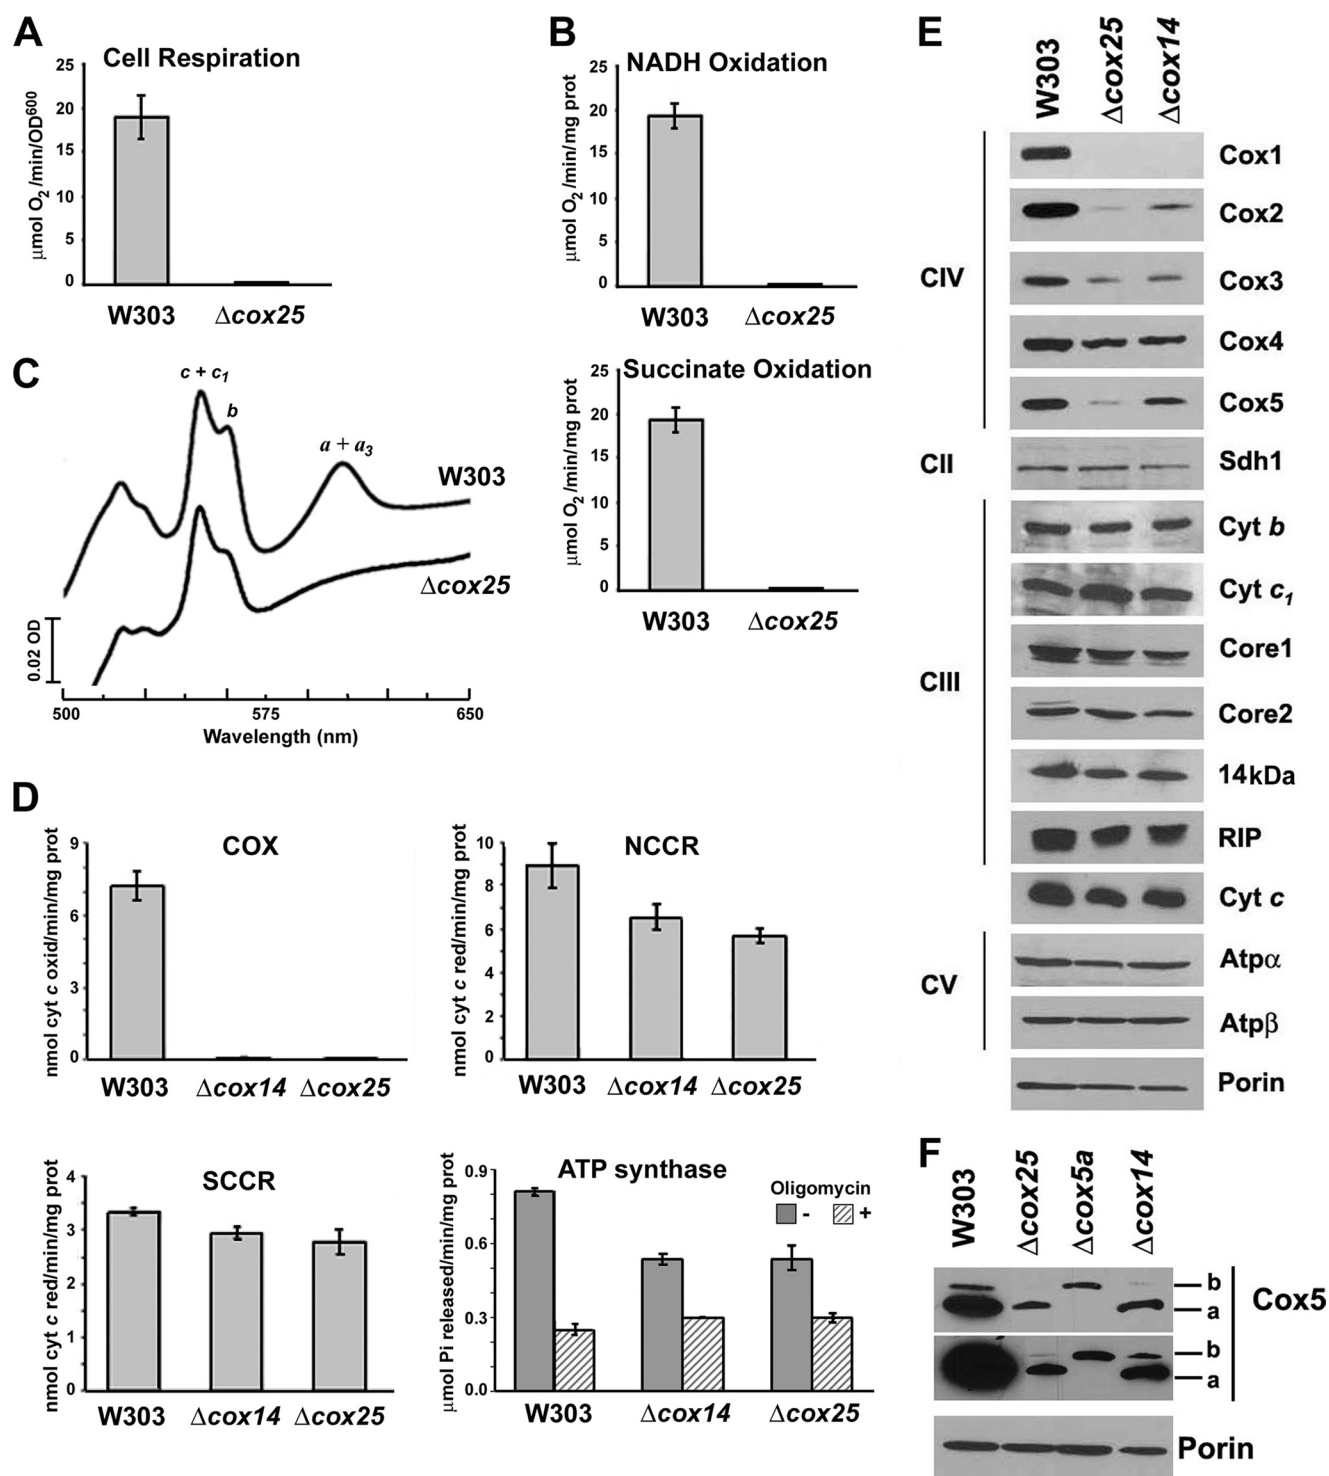 A
Cell Respiration
25
20
15
10
5
0
μmol O2 /min/OD600
W303 Δcox25
B
NADH Oxidation
25
20
15
10
5
0
μmol O2 /min/mg prot
W303 Δcox25
Succinate Oxidation
25
20
15
10
5
0
μmol O2 /min/mg prot
W303 Δcox25
C
c + c1
b
a + a3
W303
Δcox25
0.02 OD
500 575 650
Wavelength (nm)
D
COX
9
6
3
0
nmol cyt c oxid/min/mg prot
W303 Δcox14 Δcox25
NCCR
10
8
6
4
2
0
nmol cyt c red/min/mg prot
W303 Δcox14 Δcox25
SCCR
4
3
2
1
0
nmol cyt c red/min/mg prot
W303 Δcox14 Δcox25
ATP synthase
Oligomycin
- +
0.9
0.6
0.3
0.0
μmol Pi released/min/mg prot
W303 Δcox14 Δcox25
E
W303 Δcox25 Δcox14
CIV
Cox1
Cox2
Cox3
Cox4
Cox5
CII
Sdh1
CIII
Cyt b
Cyt c1
Core1
Core2
14kDa
RIP
Cyt c
CV
Atpα
Atpβ
Porin
F
W303 Δcox25 Δcox5a Δcox14
b
a
b
a
Cox5
Porin